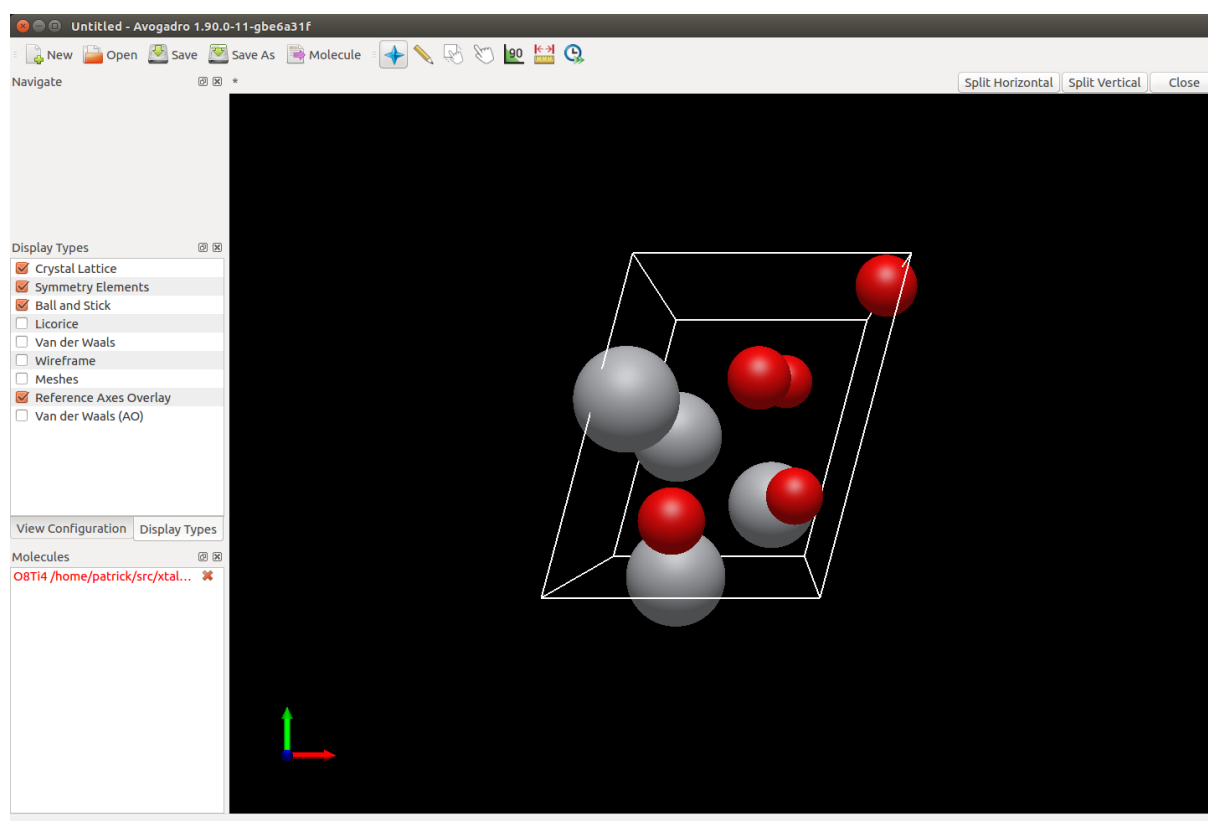 Untitled - Avogadro 1.90.0-11-gbe6a31f
New Open Save Save As Molecule 90
Navigate * Split Horizontal Split Vertical Close
Display Types
Crystal Lattice
Symmetry Elements
Ball and Stick
Licorice
Van der Waals
Wireframe
Meshes
Reference Axes Overlay
Van der Waals (AO)
View Configuration Display Types
Molecules
O8Ti4 /home/patrick/src/xtal...